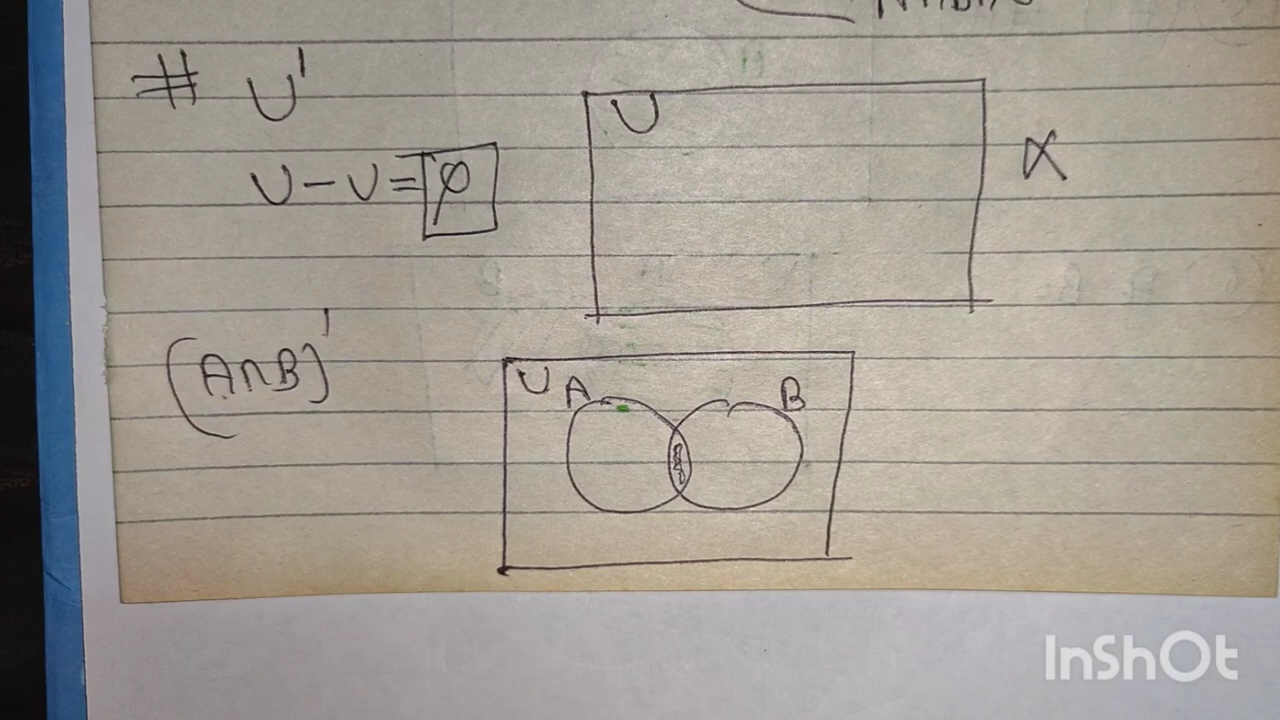 # U'
U
U - U = φ
∝
(A∩B)'
U A B
InShOt